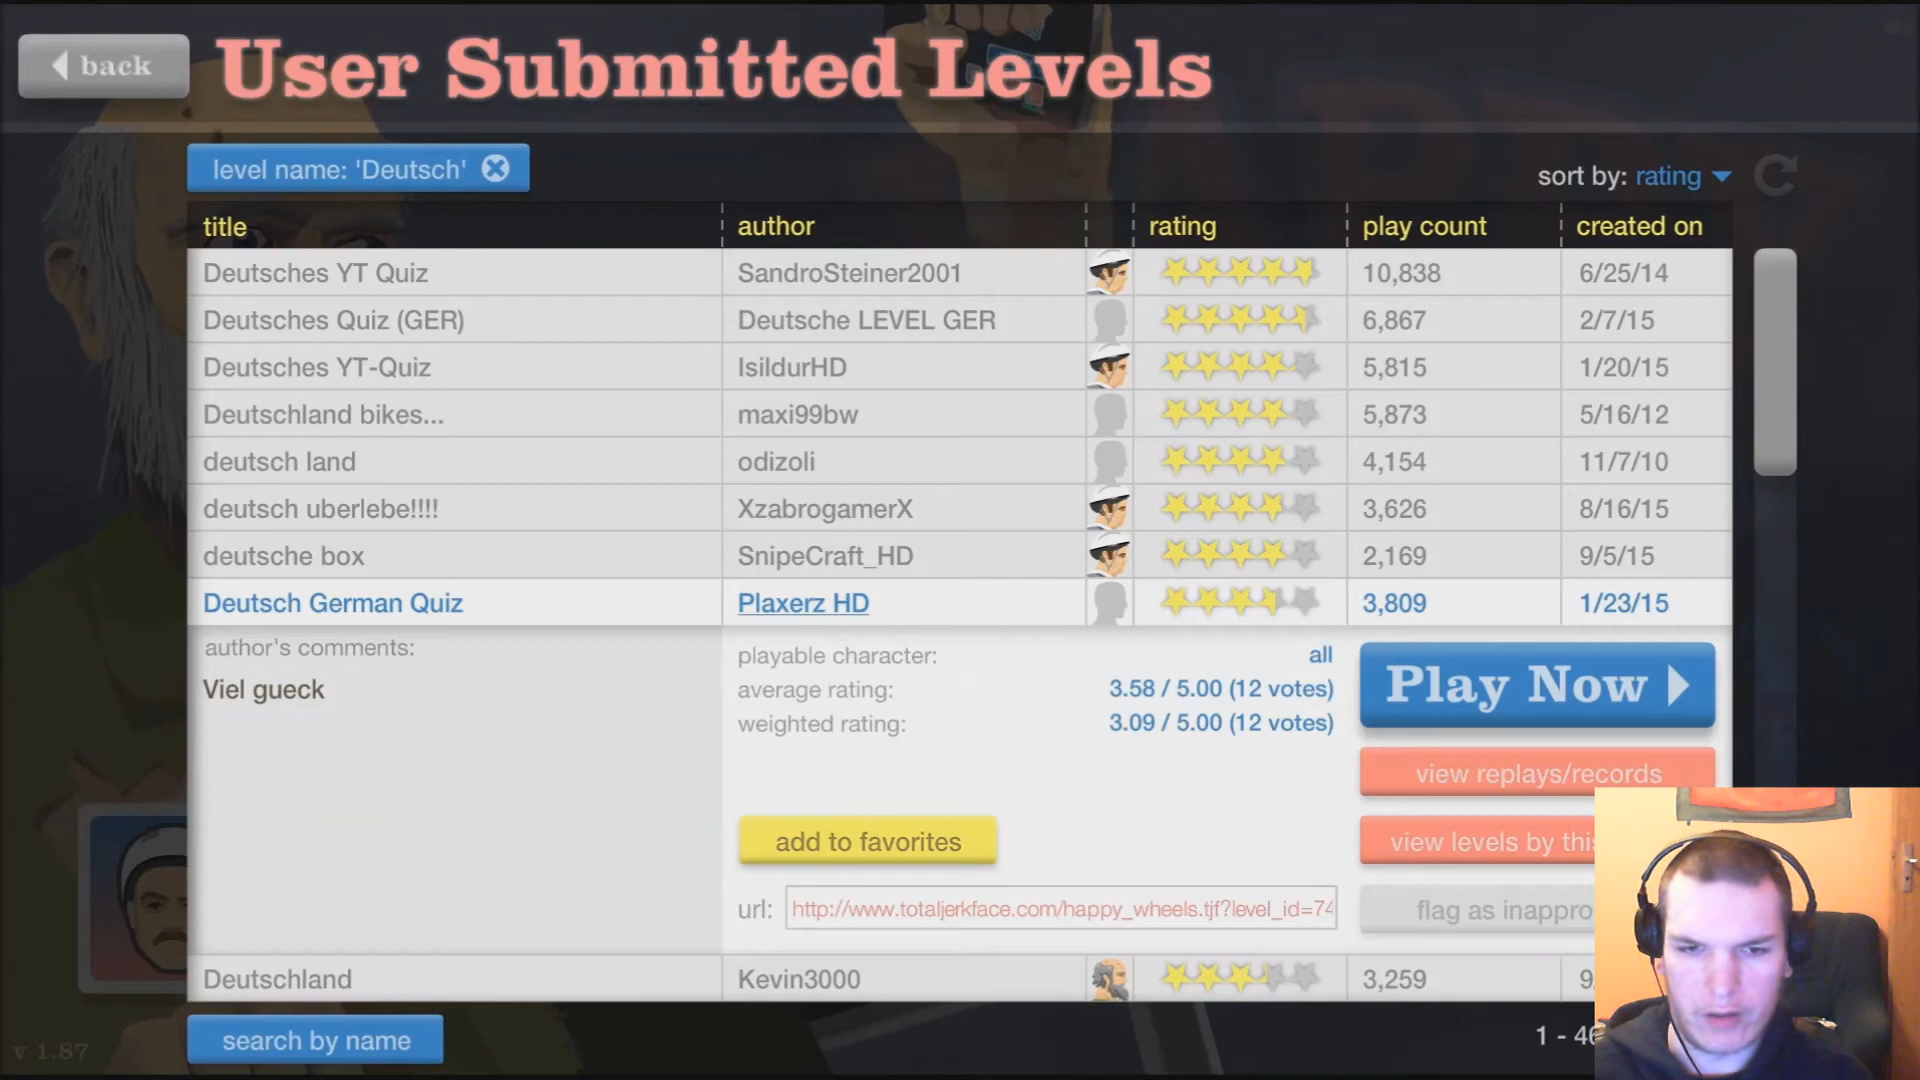 back
User Submitted Levels
level name: 'Deutsch'
sort by: rating
title author rating play count created on
Deutsches YT Quiz SandroSteiner2001 10,838 6/25/14
Deutsches Quiz (GER) Deutsche LEVEL GER 6,867 2/7/15
Deutsches YT-Quiz IsildurHD 5,815 1/20/15
Deutschland bikes... maxi99bw 5,873 5/16/12
deutsch land odizoli 4,154 11/7/10
deutsch uberlebe!!!! XzabrogamerX 3,626 8/16/15
deutsche box SnipeCraft_HD 2,169 9/5/15
Deutsch German Quiz Plaxerz HD 3,809 1/23/15
author's comments:
Viel gueck
playable character: all
average rating: 3.58 / 5.00 (12 votes)
weighted rating: 3.09 / 5.00 (12 votes)
Play Now
view replays/records
add to favorites
view levels by this
url: http://www.totaljerkface.com/happy_wheels.tjf?level_id=74
flag as inappro
Deutschland Kevin3000 3,259 9
search by name
1 - 46
v 1.87